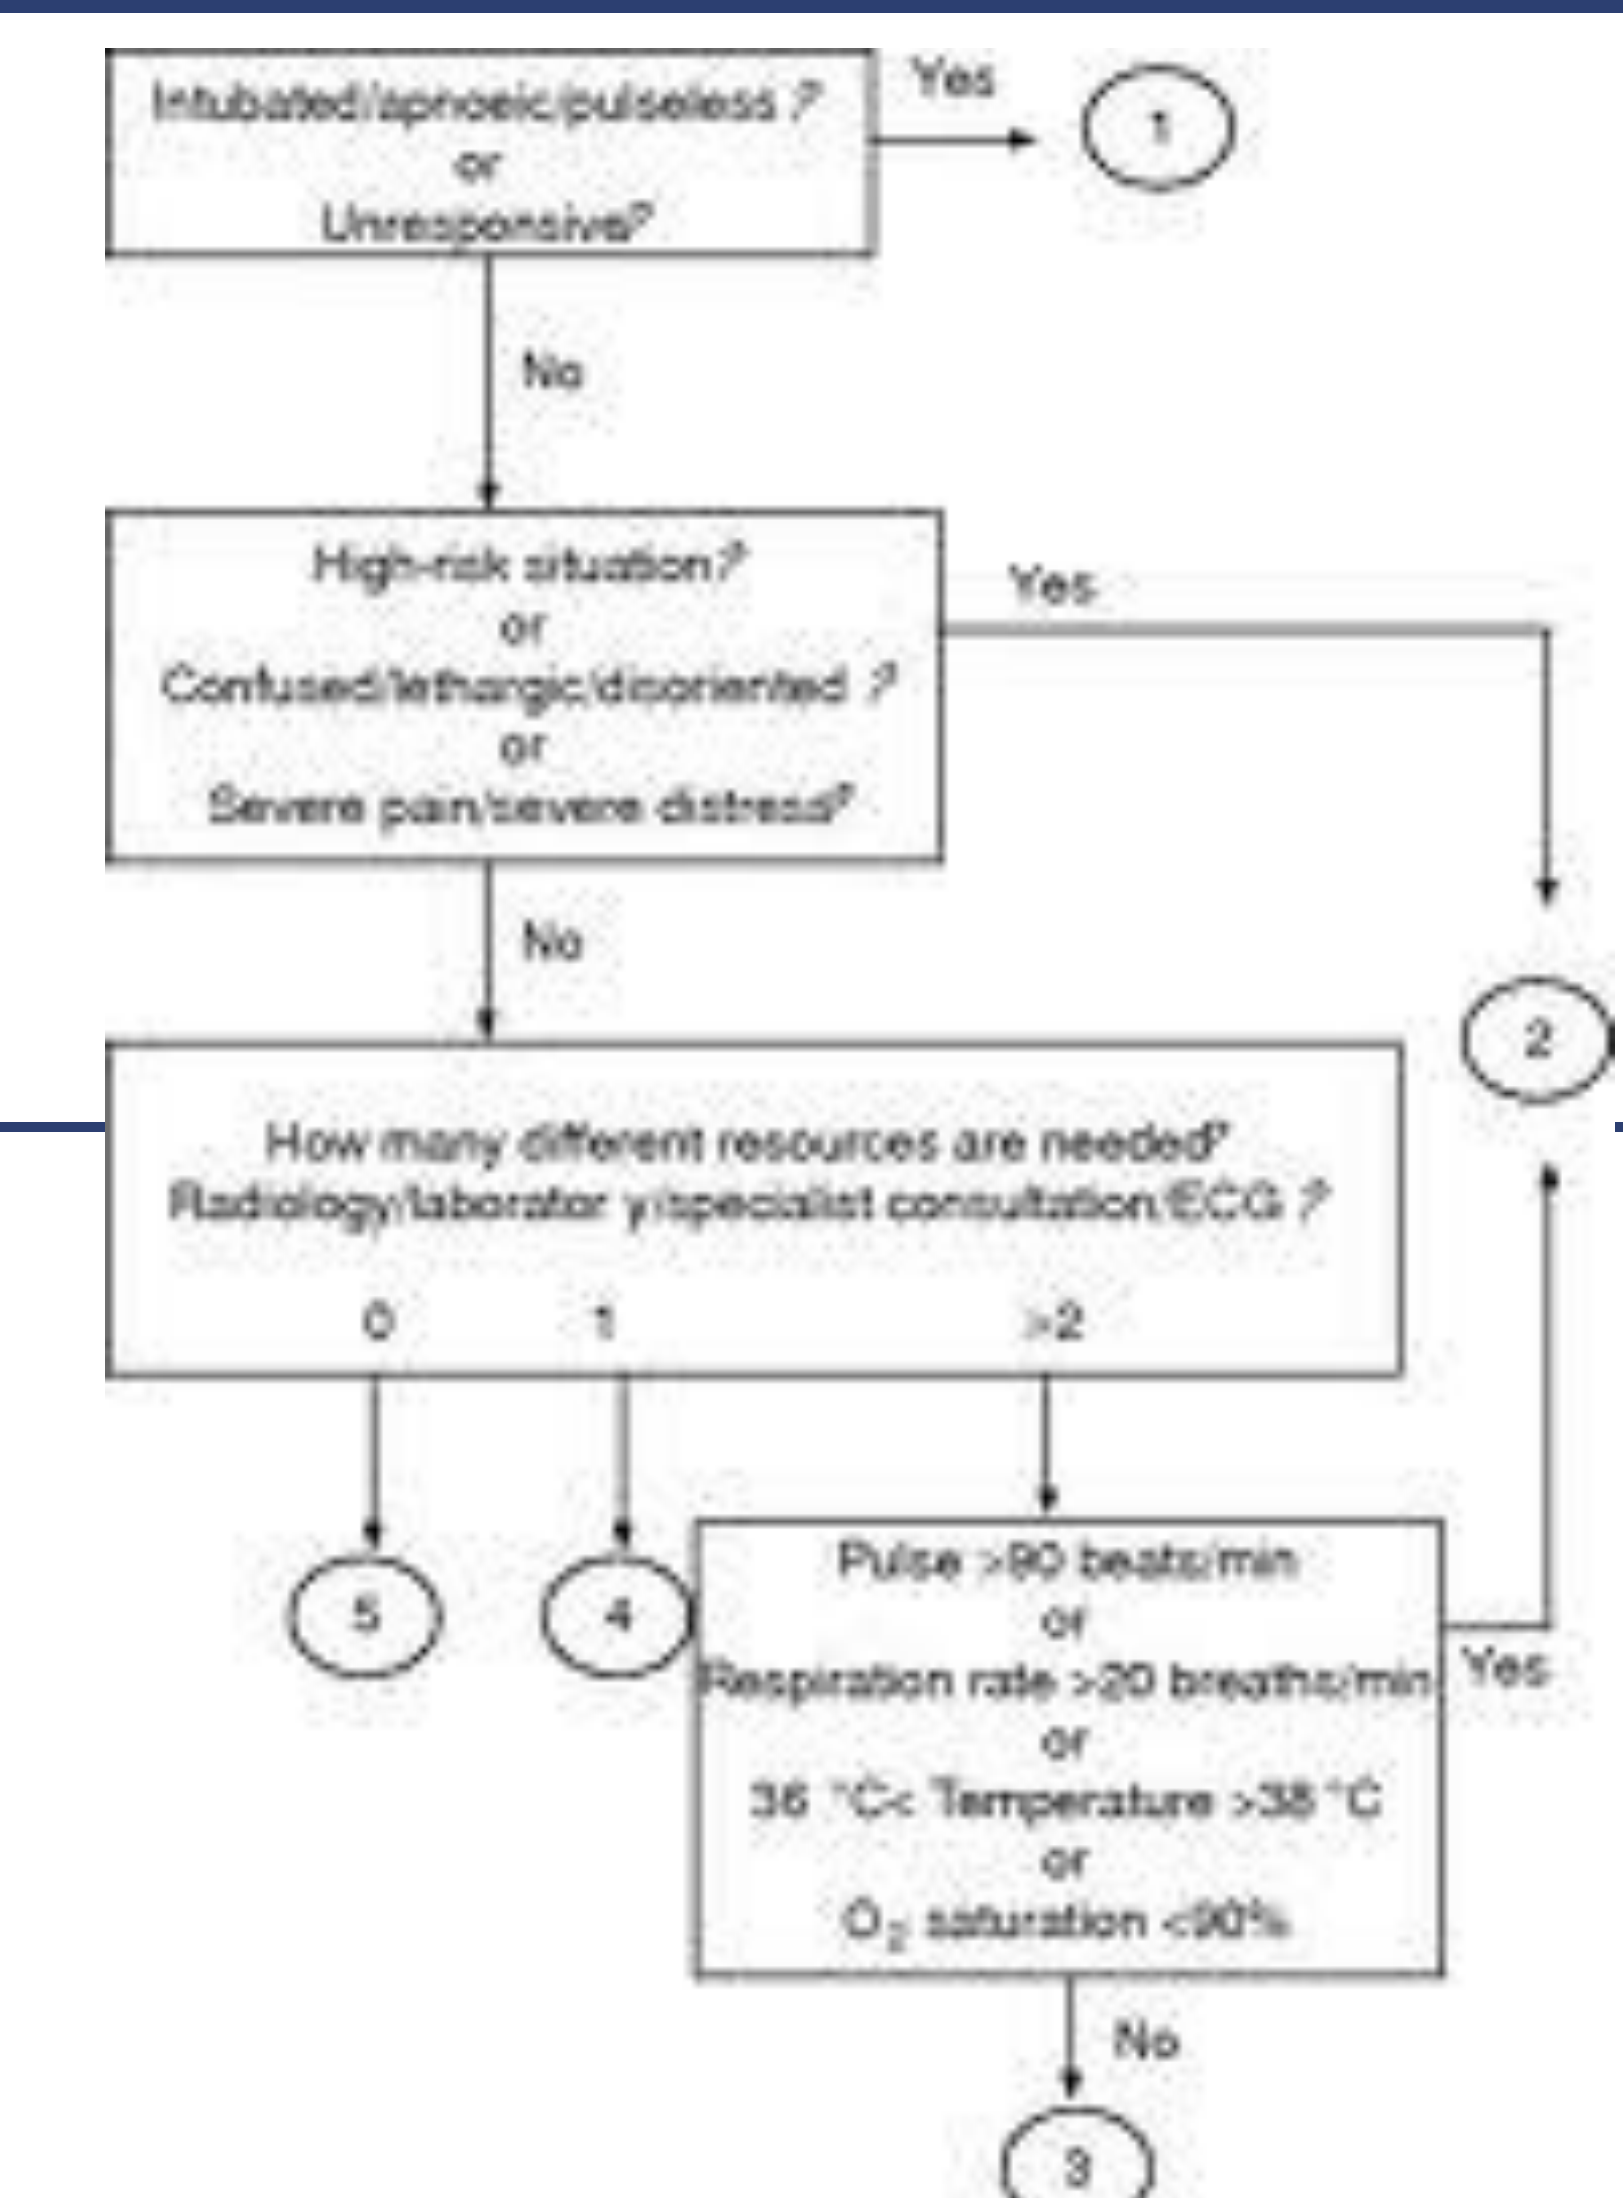 Intubated/apnoeic/pulseless ?
or
Unresponsive?
Yes
1
No
High-risk situation?
or
Confused/lethargic/disoriented ?
or
Severe pain/severe distress?
Yes
No
2
How many different resources are needed?
Radiology/laborator y/specialist consultation/ECG ?
0 1 >2
5
4
Pulse >90 beats/min
or
Respiration rate >20 breaths/min
or
36 °C< Temperature >38 °C
or
O₂ saturation <90%
Yes
No
3